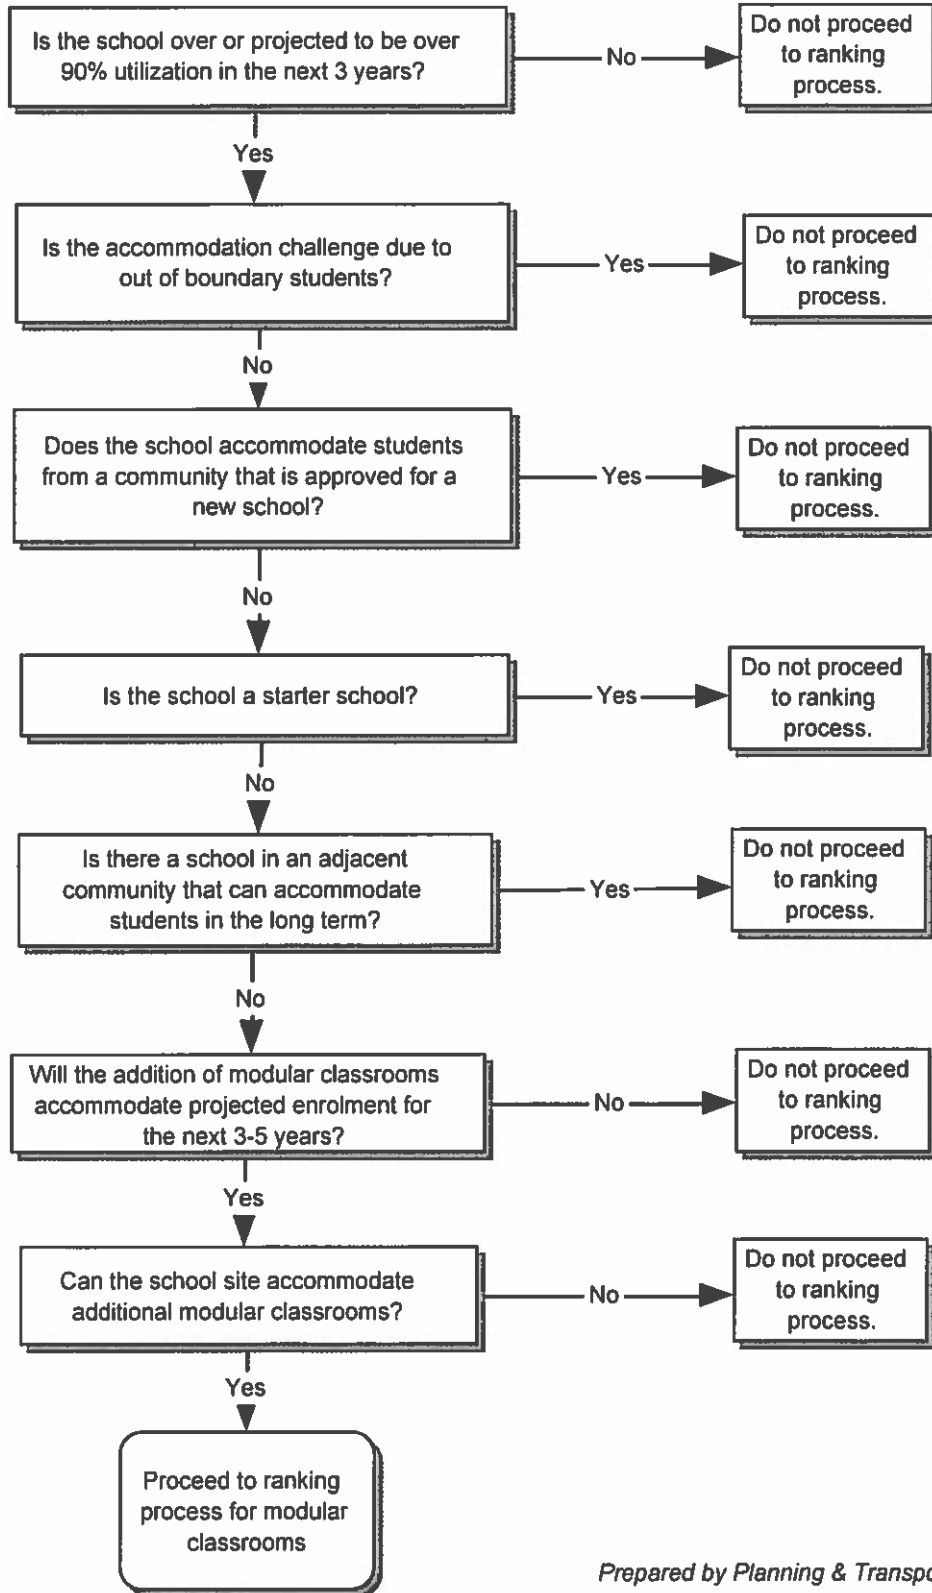 Is the school over or projected to be over
90% utilization in the next 3 years?
No
Do not proceed
to ranking
process.
Yes
Is the accommodation challenge due to
out of boundary students?
Yes
Do not proceed
to ranking
process.
No
Does the school accommodate students
from a community that is approved for a
new school?
Yes
Do not proceed
to ranking
process.
No
Is the school a starter school?
Yes
Do not proceed
to ranking
process.
No
Is there a school in an adjacent
community that can accommodate
students in the long term?
Yes
Do not proceed
to ranking
process.
No
Will the addition of modular classrooms
accommodate projected enrolment for
the next 3-5 years?
No
Do not proceed
to ranking
process.
Yes
Can the school site accommodate
additional modular classrooms?
No
Do not proceed
to ranking
process.
Yes
Proceed to ranking
process for modular
classrooms
Prepared by Planning & Transpo